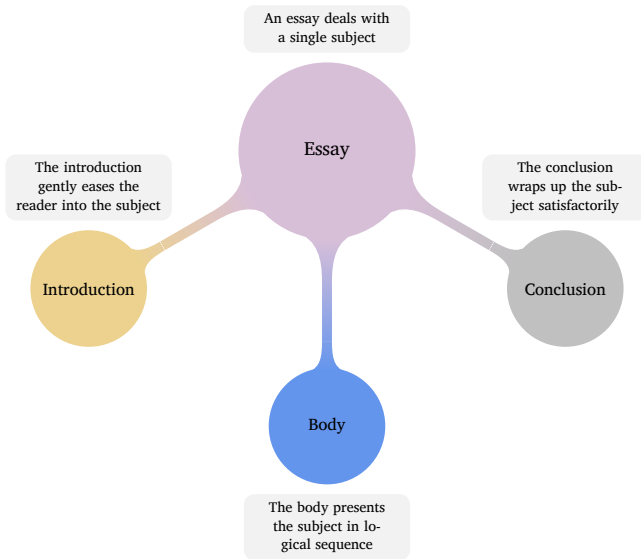 An essay deals with
a single subject
Essay
The introduction
gently eases the
reader into the subject
The conclusion
wraps up the sub-
ject satisfactorily
Introduction
Conclusion
Body
The body presents
the subject in lo-
gical sequence